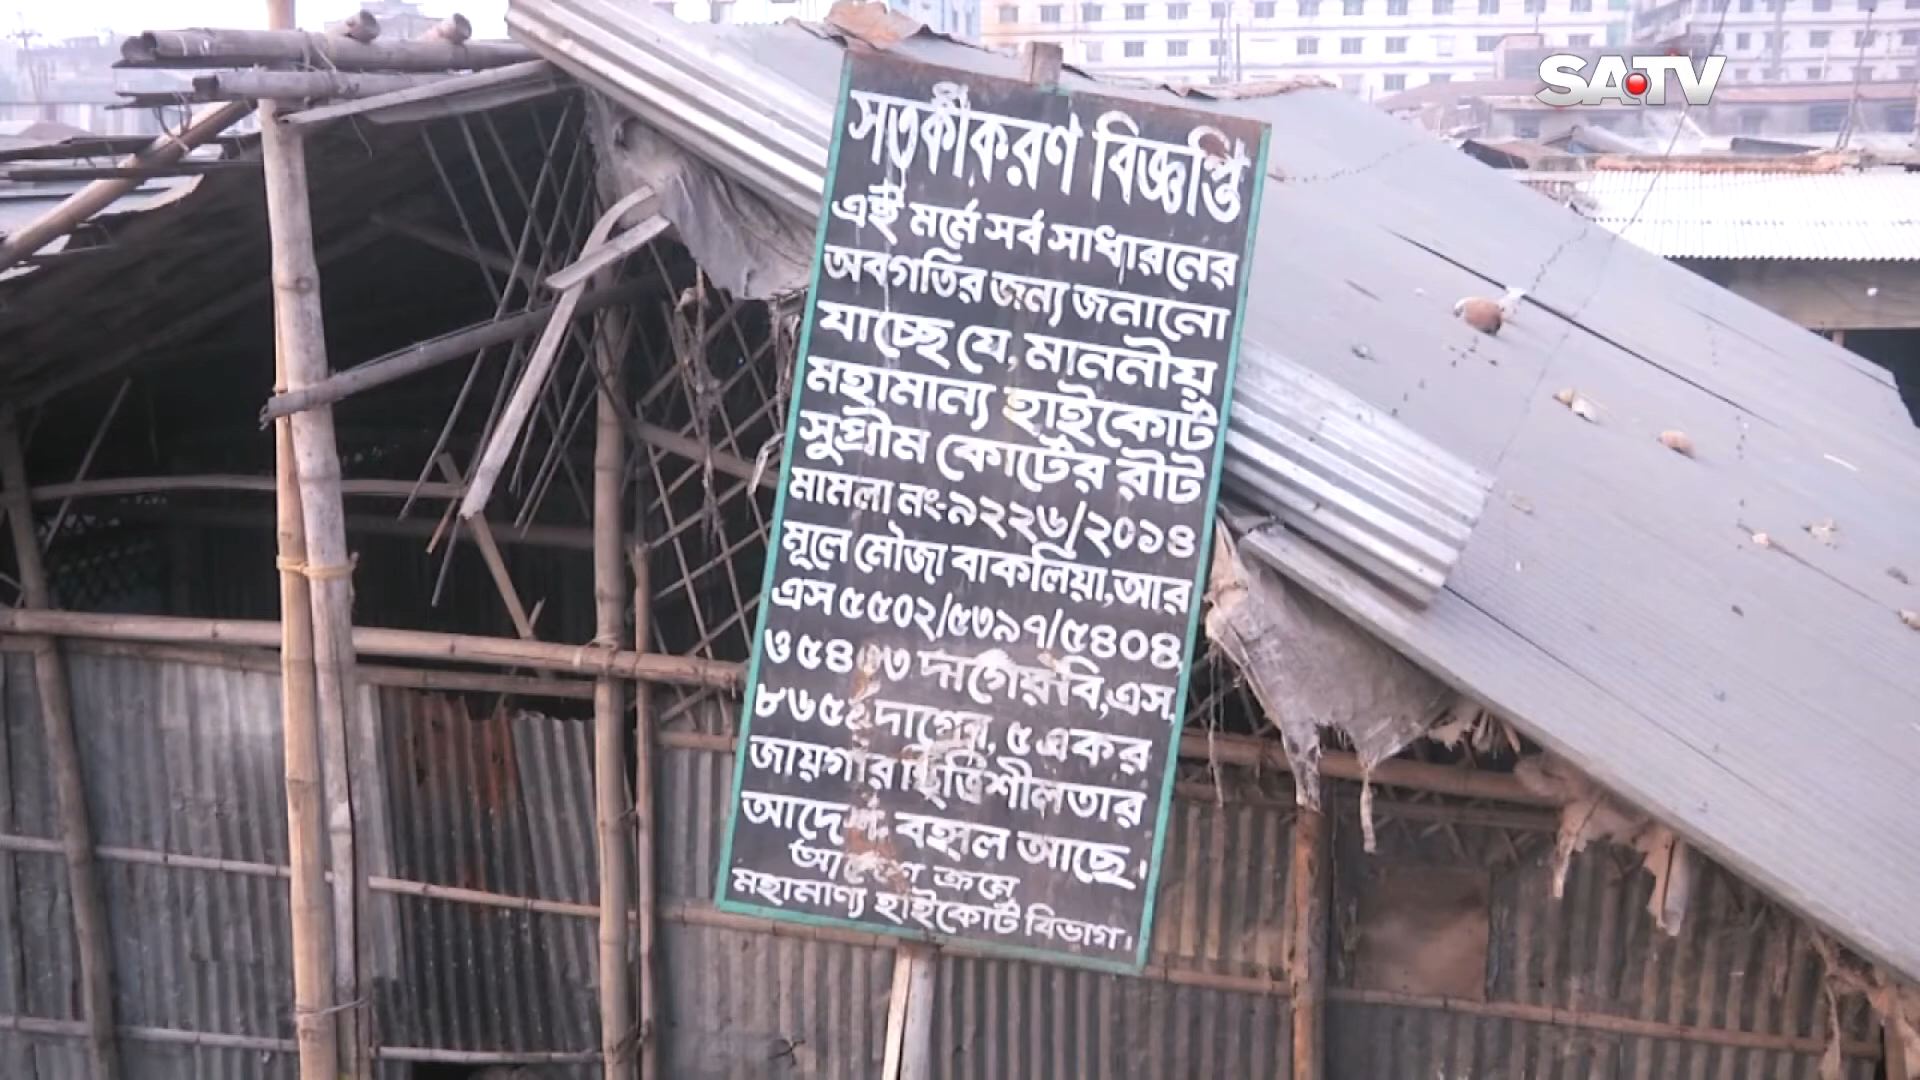 SATV
সতর্কীকরণ বিজ্ঞপ্তি
এই মর্মে সর্ব সাধারনের
অবগতির জন্য জনানো
যাচ্ছে যে, মাননীয়
মহামান্য হাইকোর্ট
সুপ্রীম কোর্টের রীট
মামলা নং-৯২২৬/২০১৪
মূলে মৌজা বাকলিয়া, আর
এস ৫৫০২/৫৩৯৭/৫৪০৪,
ও দাগের বি,এস,
দাগের, ৫ একর
জায়গার স্থিতিশীলতার
আদেশ বহাল আছে।
আদেশ ক্রমে
মহামাণ্য হাইকোর্ট বিভাগ।